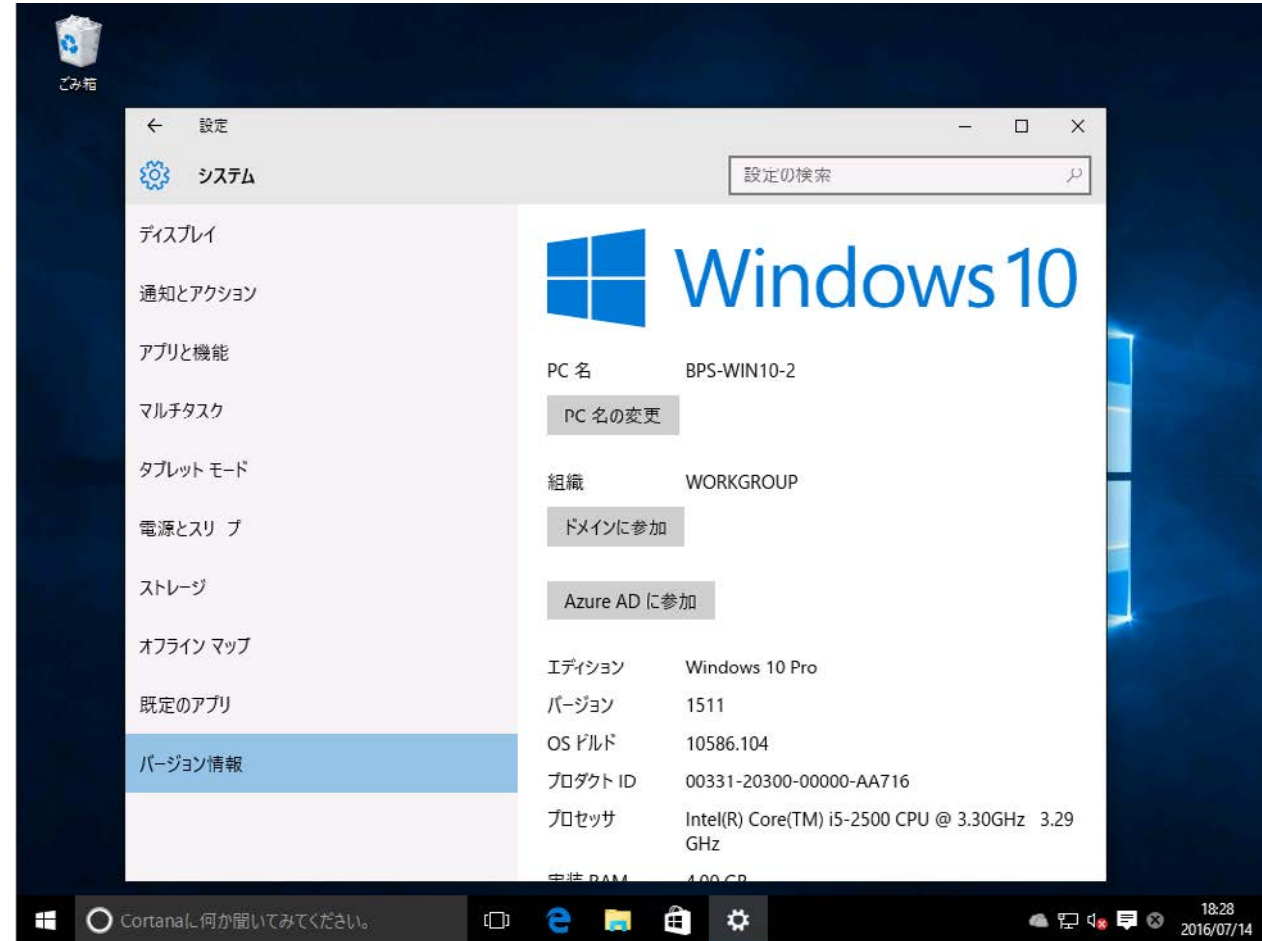 ごみ箱
設定
システム
設定の検索
ディスプレイ
通知とアクション
アプリと機能
マルチタスク
タブレット モード
電源とスリ プ
ストレージ
オフライン マップ
既定のアプリ
バージョン情報
Windows 10
PC 名 BPS-WIN10-2
PC 名の変更
組織 WORKGROUP
ドメインに参加
Azure AD に参加
エディション Windows 10 Pro
バージョン 1511
OS ビルド 10586.104
プロダクト ID 00331-20300-00000-AA716
プロセッサ Intel(R) Core(TM) i5-2500 CPU @ 3.30GHz 3.29
GHz
実装 RAM 4.00 GB
Cortanaに何か聞いてみてください。
18:28
2016/07/14